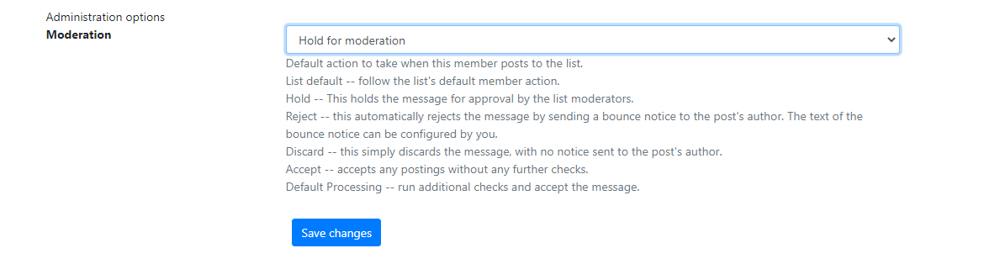 Administration options
Moderation
Hold for moderation
Default action to take when this member posts to the list.
List default -- follow the list's default member action.
Hold -- This holds the message for approval by the list moderators.
Reject -- this automatically rejects the message by sending a bounce notice to the post's author. The text of the
bounce notice can be configured by you.
Discard -- this simply discards the message, with no notice sent to the post's author.
Accept -- accepts any postings without any further checks.
Default Processing -- run additional checks and accept the message.
Save changes